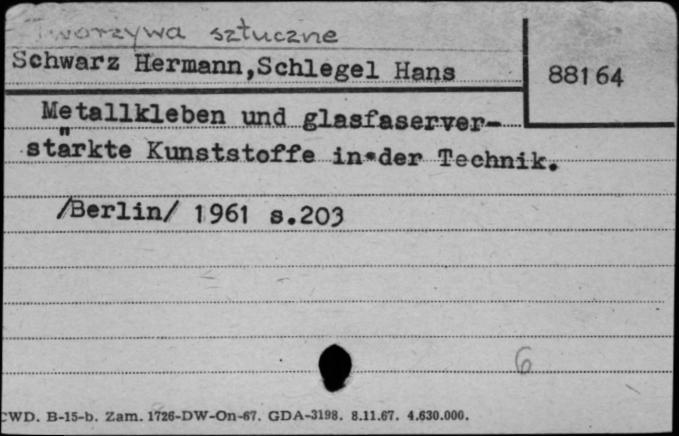 Tworzywa sztuczne
Schwarz Hermann,Schlegel Hans
88164
Metallkleben und glasfaserver-
stärkte Kunststoffe in der Technik.
/Berlin/ 1961 s.203
6
CWD. B-15-b. Zam. 1726-DW-On-67. GDA-3198. 8.11.67. 4.630.000.